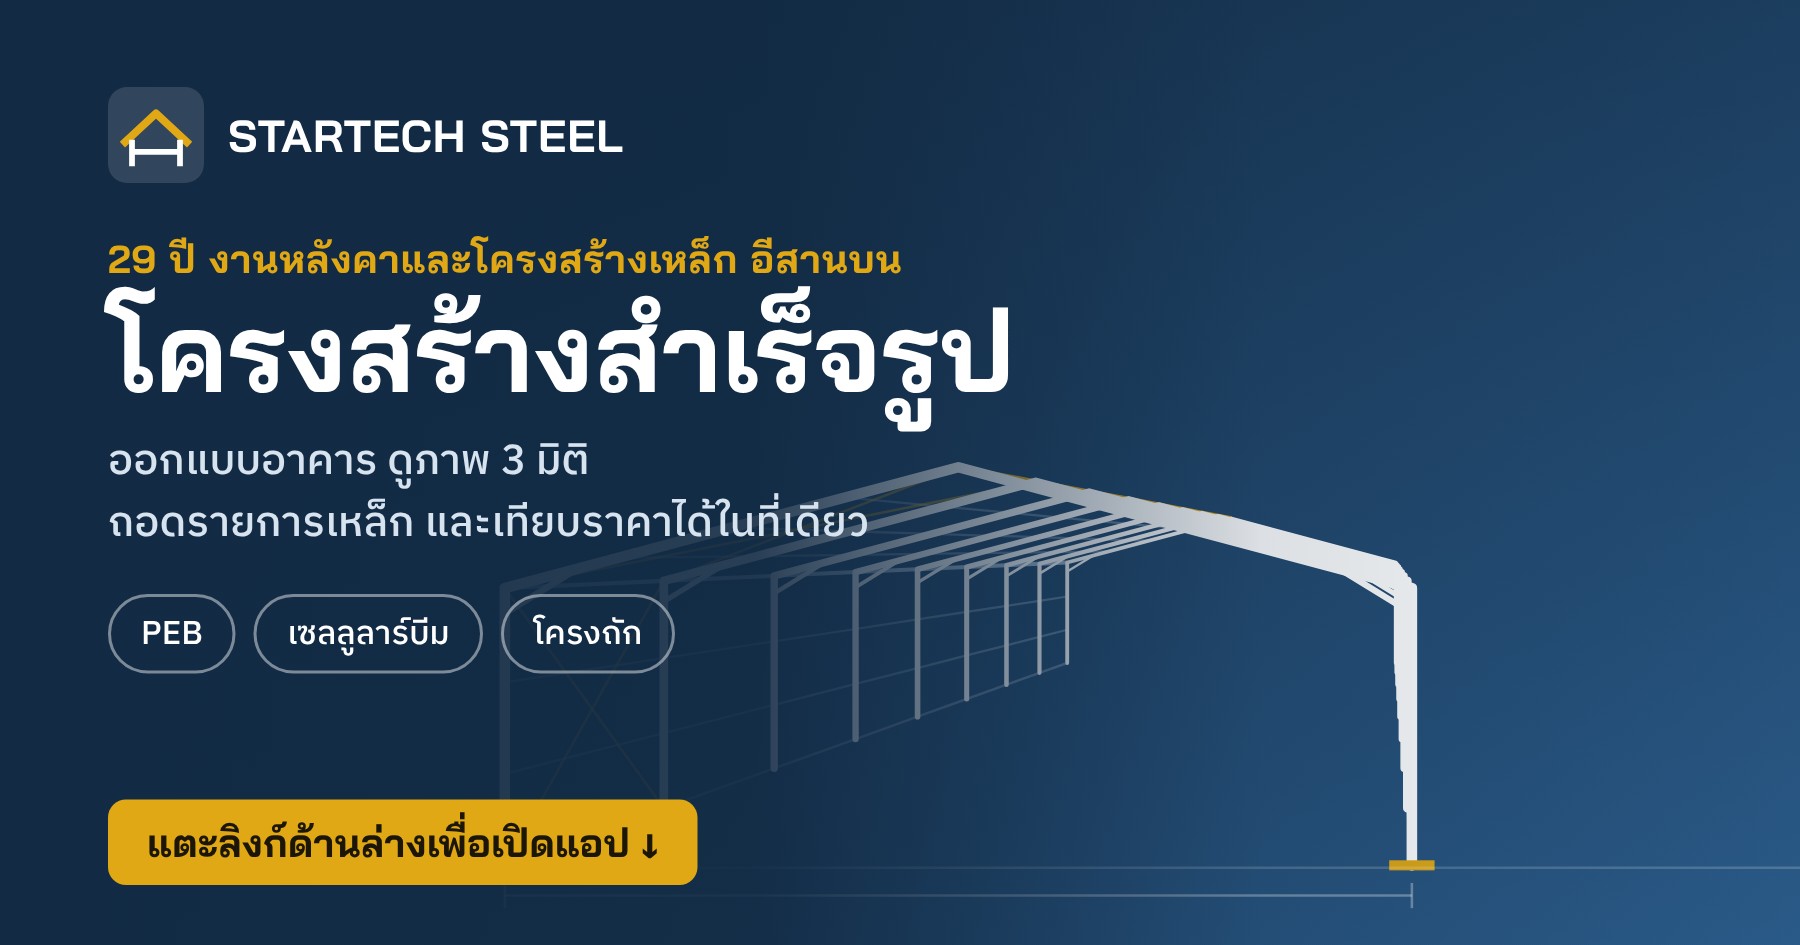 STARTECH STEEL
29 ปี งานหลังคาและโครงสร้างเหล็ก อีสานบน
โครงสร้างสำเร็จรูป
ออกแบบอาคาร ดูภาพ 3 มิติ
ถอดรายการเหล็ก และเทียบราคาได้ในที่เดียว
PEB เซลลูลาร์บีม โครงถัก
แตะลิงก์ด้านล่างเพื่อเปิดแอป ↓